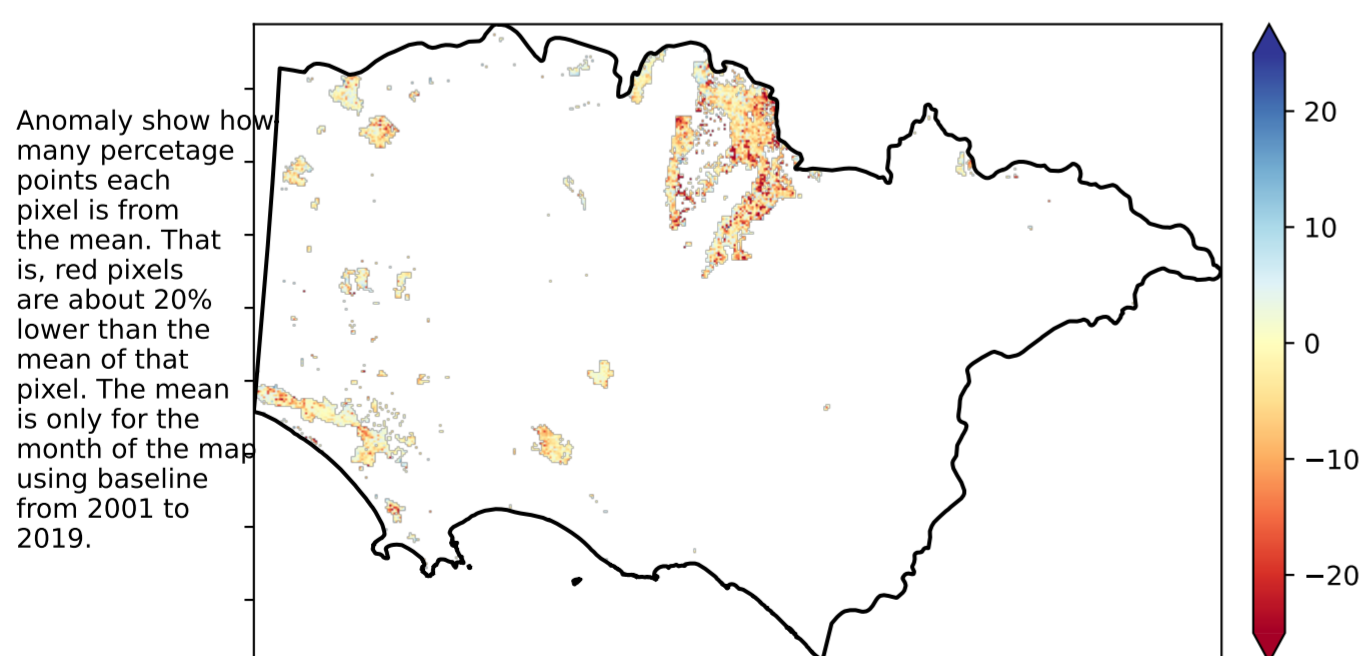 Anomaly show how
many percetage
points each
pixel is from
the mean. That
is, red pixels
are about 20%
lower than the
mean of that
pixel. The mean
is only for the
month of the map
using baseline
from 2001 to
2019.
20
10
0
−10
−20